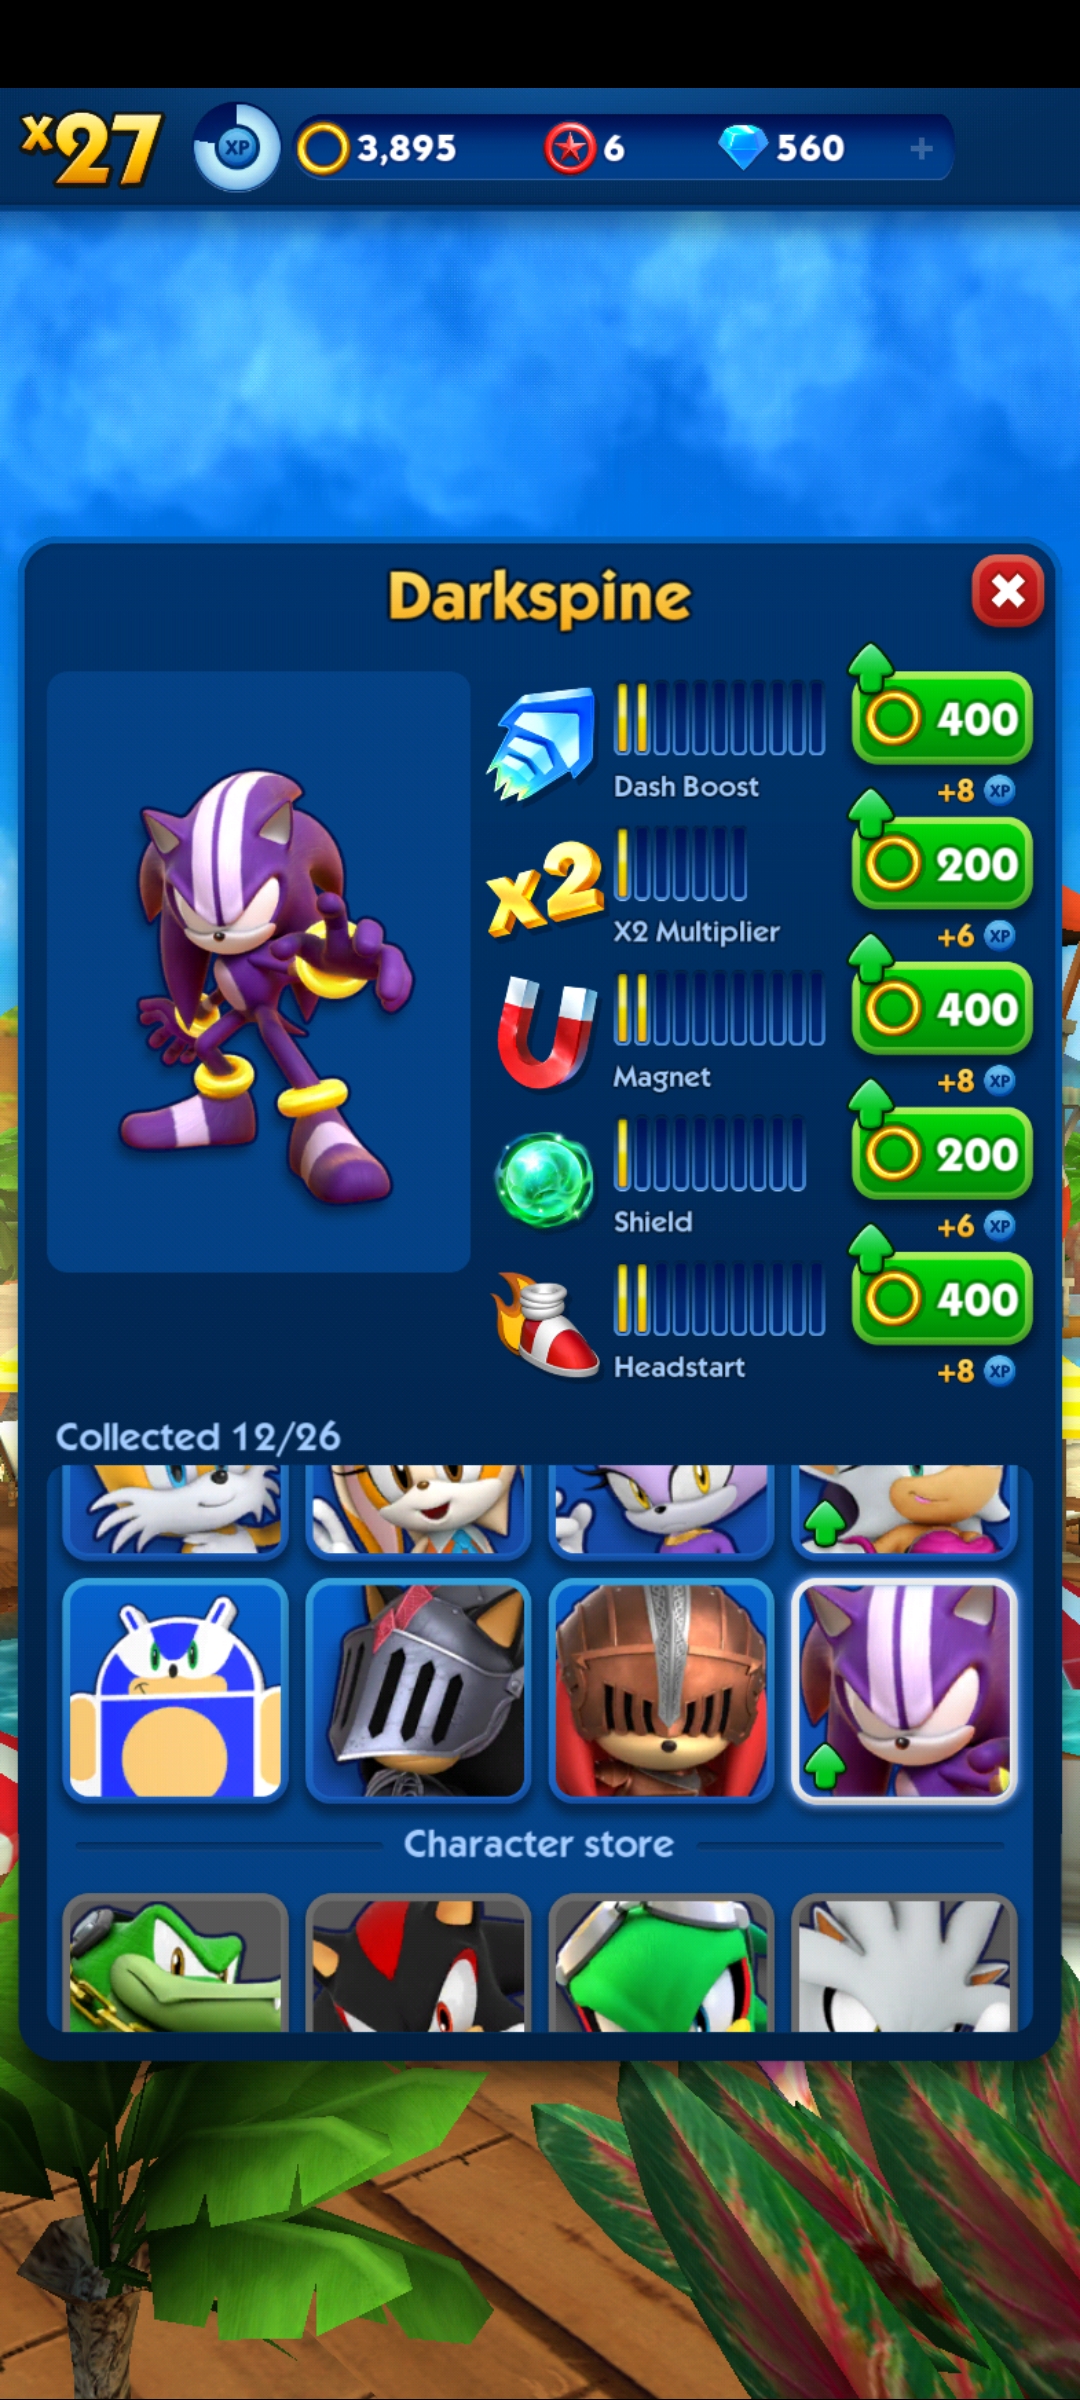 x27 XP 3,895 6 560 +
Darkspine
400
Dash Boost
+8 XP
x2
200
X2 Multiplier
+6 XP
400
Magnet
+8 XP
200
Shield
+6 XP
400
Headstart
+8 XP
Collected 12/26
Character store